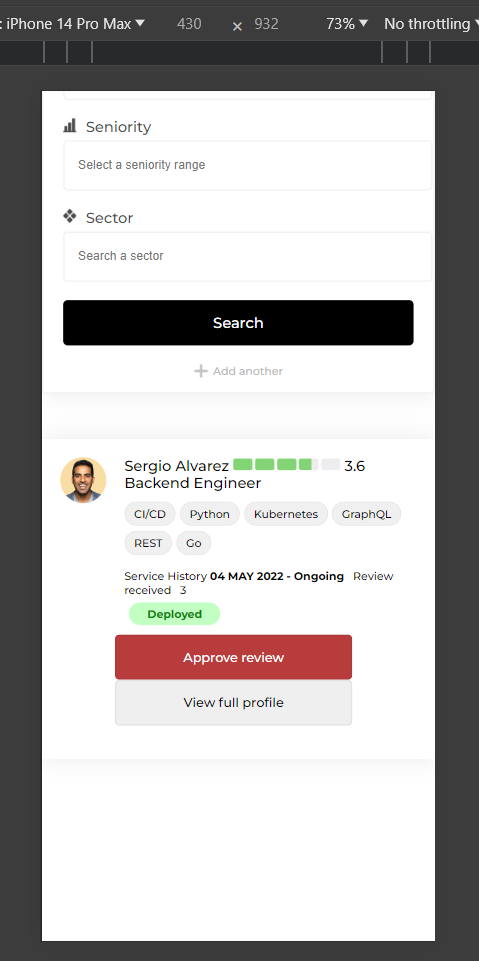 : iPhone 14 Pro Max 430 × 932 73% No throttling
Seniority
Select a seniority range
Sector
Search a sector
Search
Add another
Sergio Alvarez 3.6
Backend Engineer
CI/CD Python Kubernetes GraphQL
REST Go
Service History 04 MAY 2022 - Ongoing Review
received 3
Deployed
Approve review
View full profile